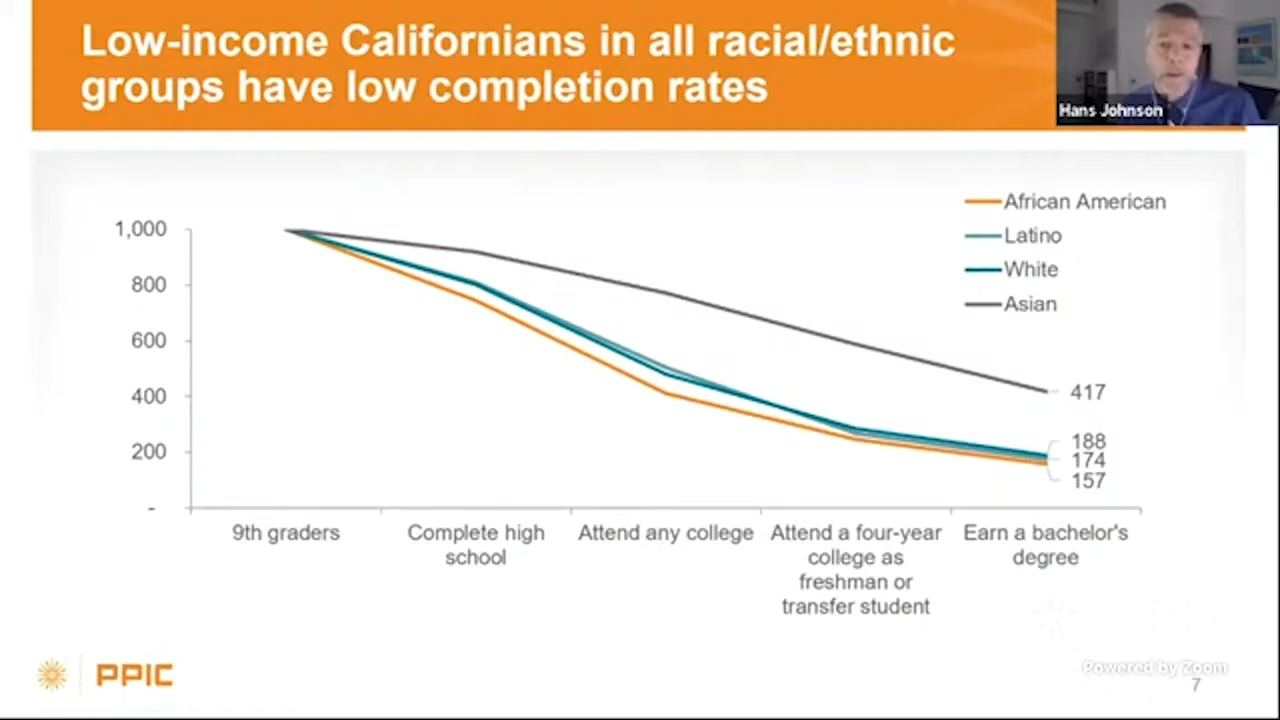 Low-income Californians in all racial/ethnic
groups have low completion rates
Hans Johnson
African American
Latino
White
Asian
1,000
800
600
400
200
-
417
188
174
157
9th graders
Complete high
school
Attend any college
Attend a four-year
college as
freshman or
transfer student
Earn a bachelor's
degree
PPIC
Powered by Zoom
7